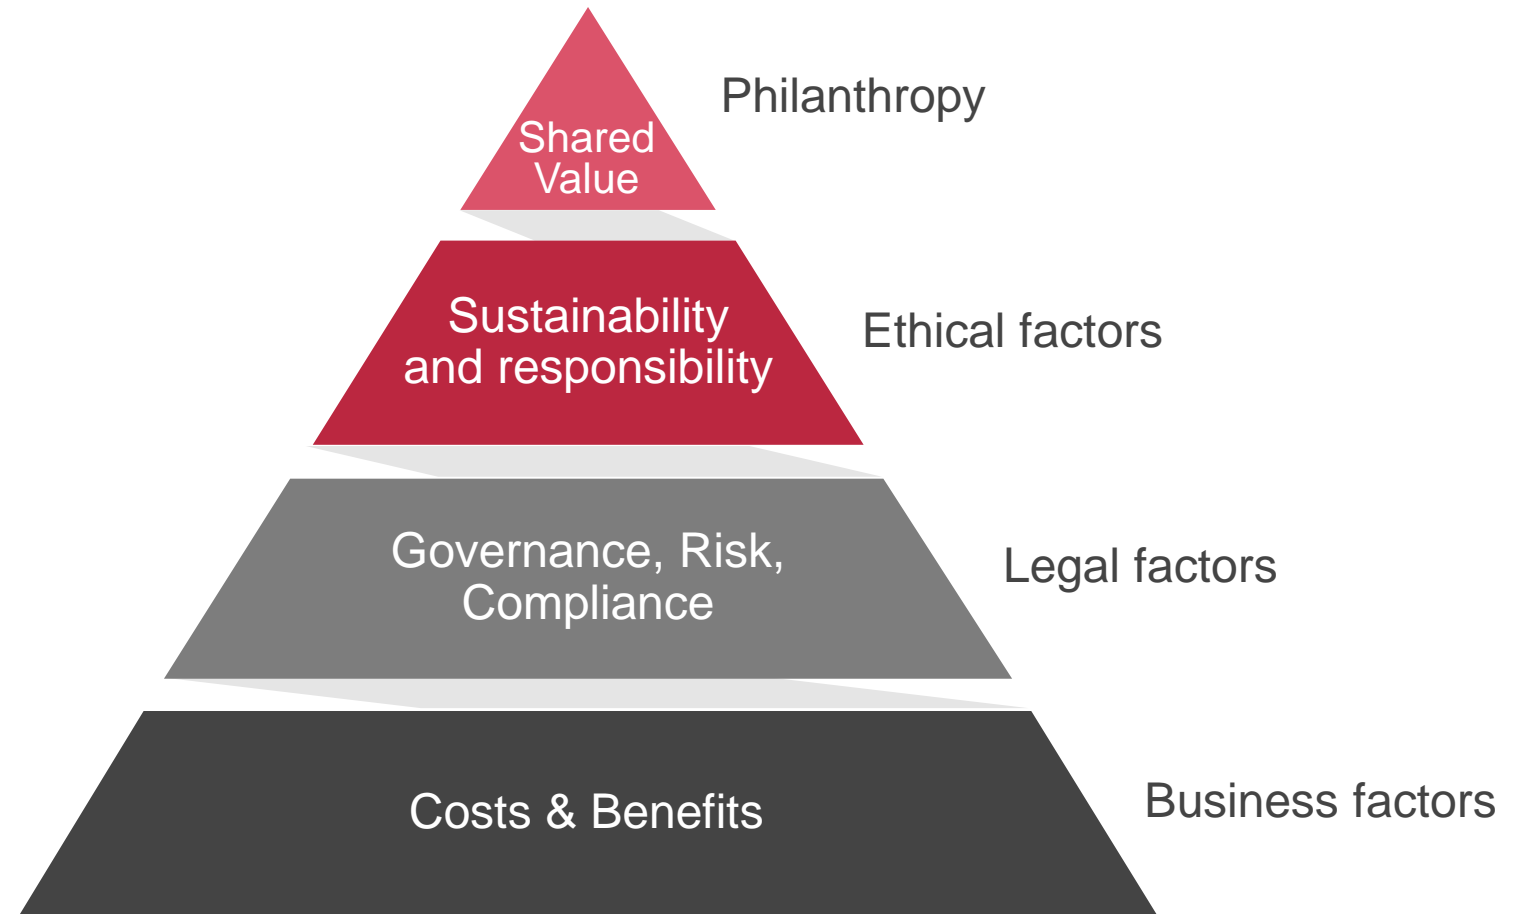 Philanthropy
Shared
Value
Sustainability
and responsibility
Ethical factors
Governance, Risk,
Compliance
Legal factors
Costs & Benefits
Business factors